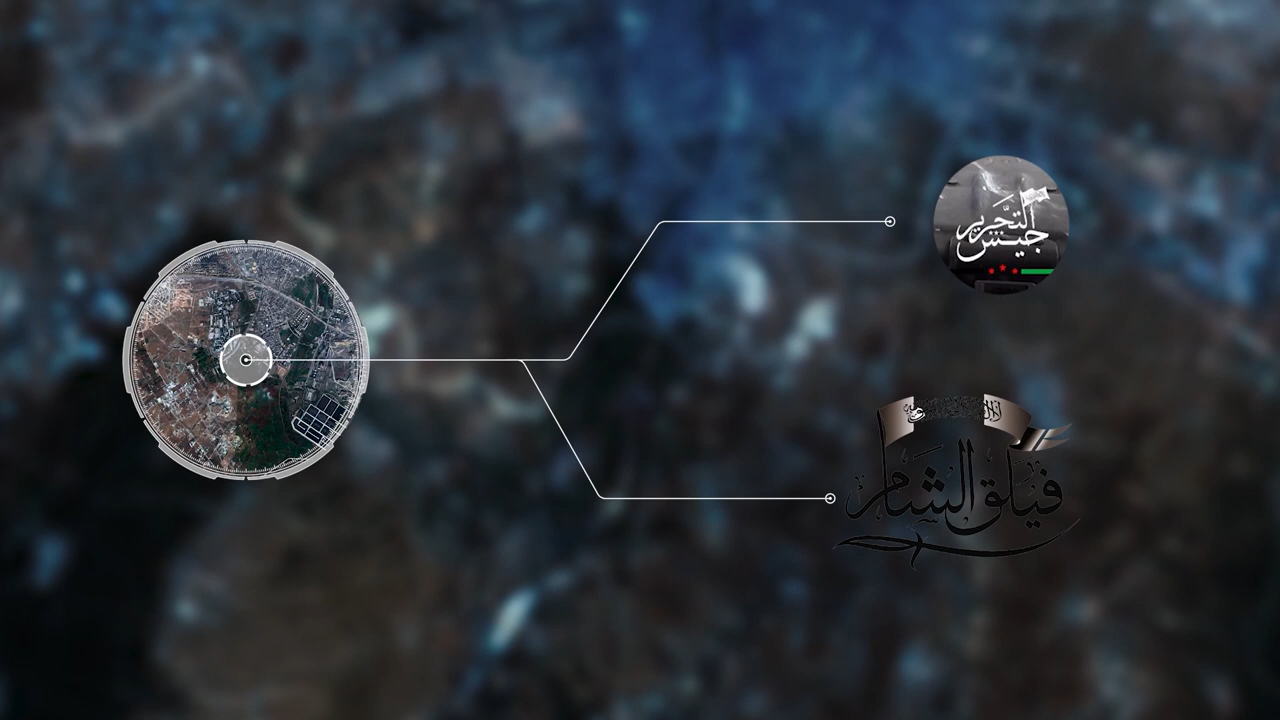 التحرير
جيش
فيلق الشام